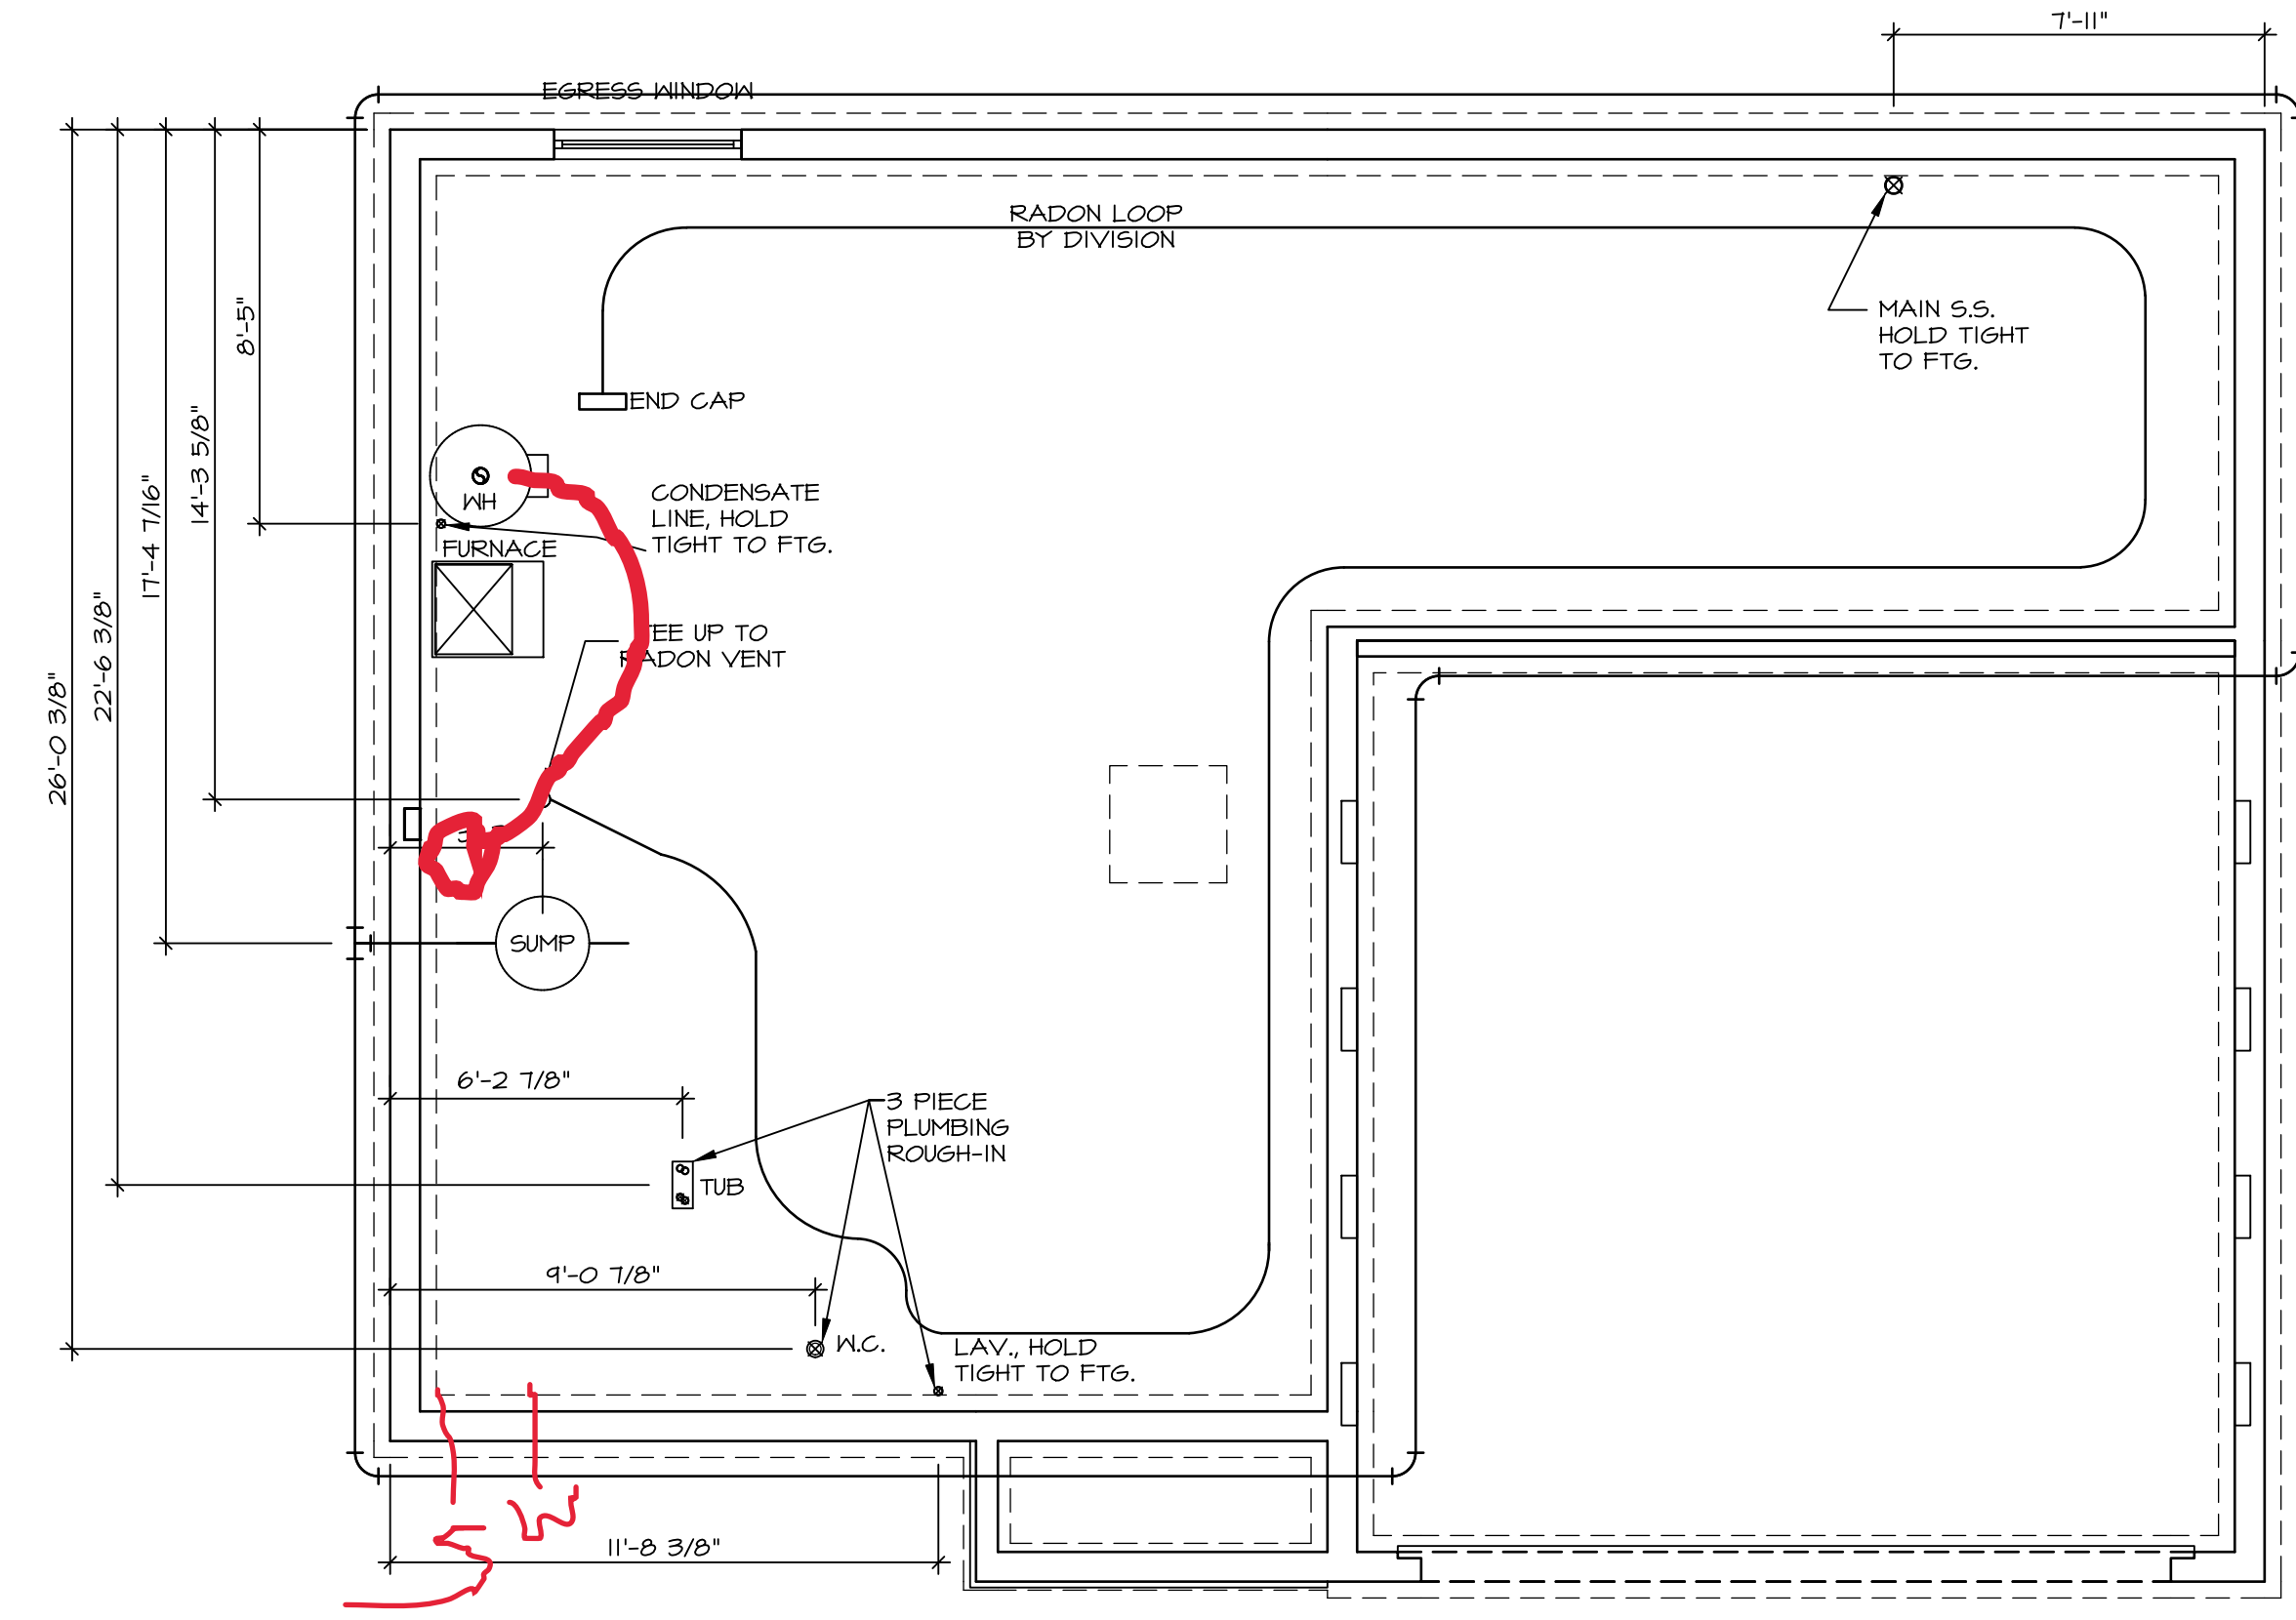 7'-11"
EGRESS WINDOW
RADON LOOP
BY DIVISION
8'-5"
MAIN S.S.
HOLD TIGHT
TO FTG.
END CAP
14'-3 5/8"
17'-4 7/16"
WH
CONDENSATE
LINE, HOLD
TIGHT TO FTG.
FURNACE
22'-6 3/8"
26'-0 3/8"
UP TO
VENT
SUMP
6'-2 7/8"
3 PIECE
PLUMBING
ROUGH-IN
TUB
9'-0 7/8"
W.C.
LAV., HOLD
TIGHT TO FTG.
S W
11'-8 3/8"